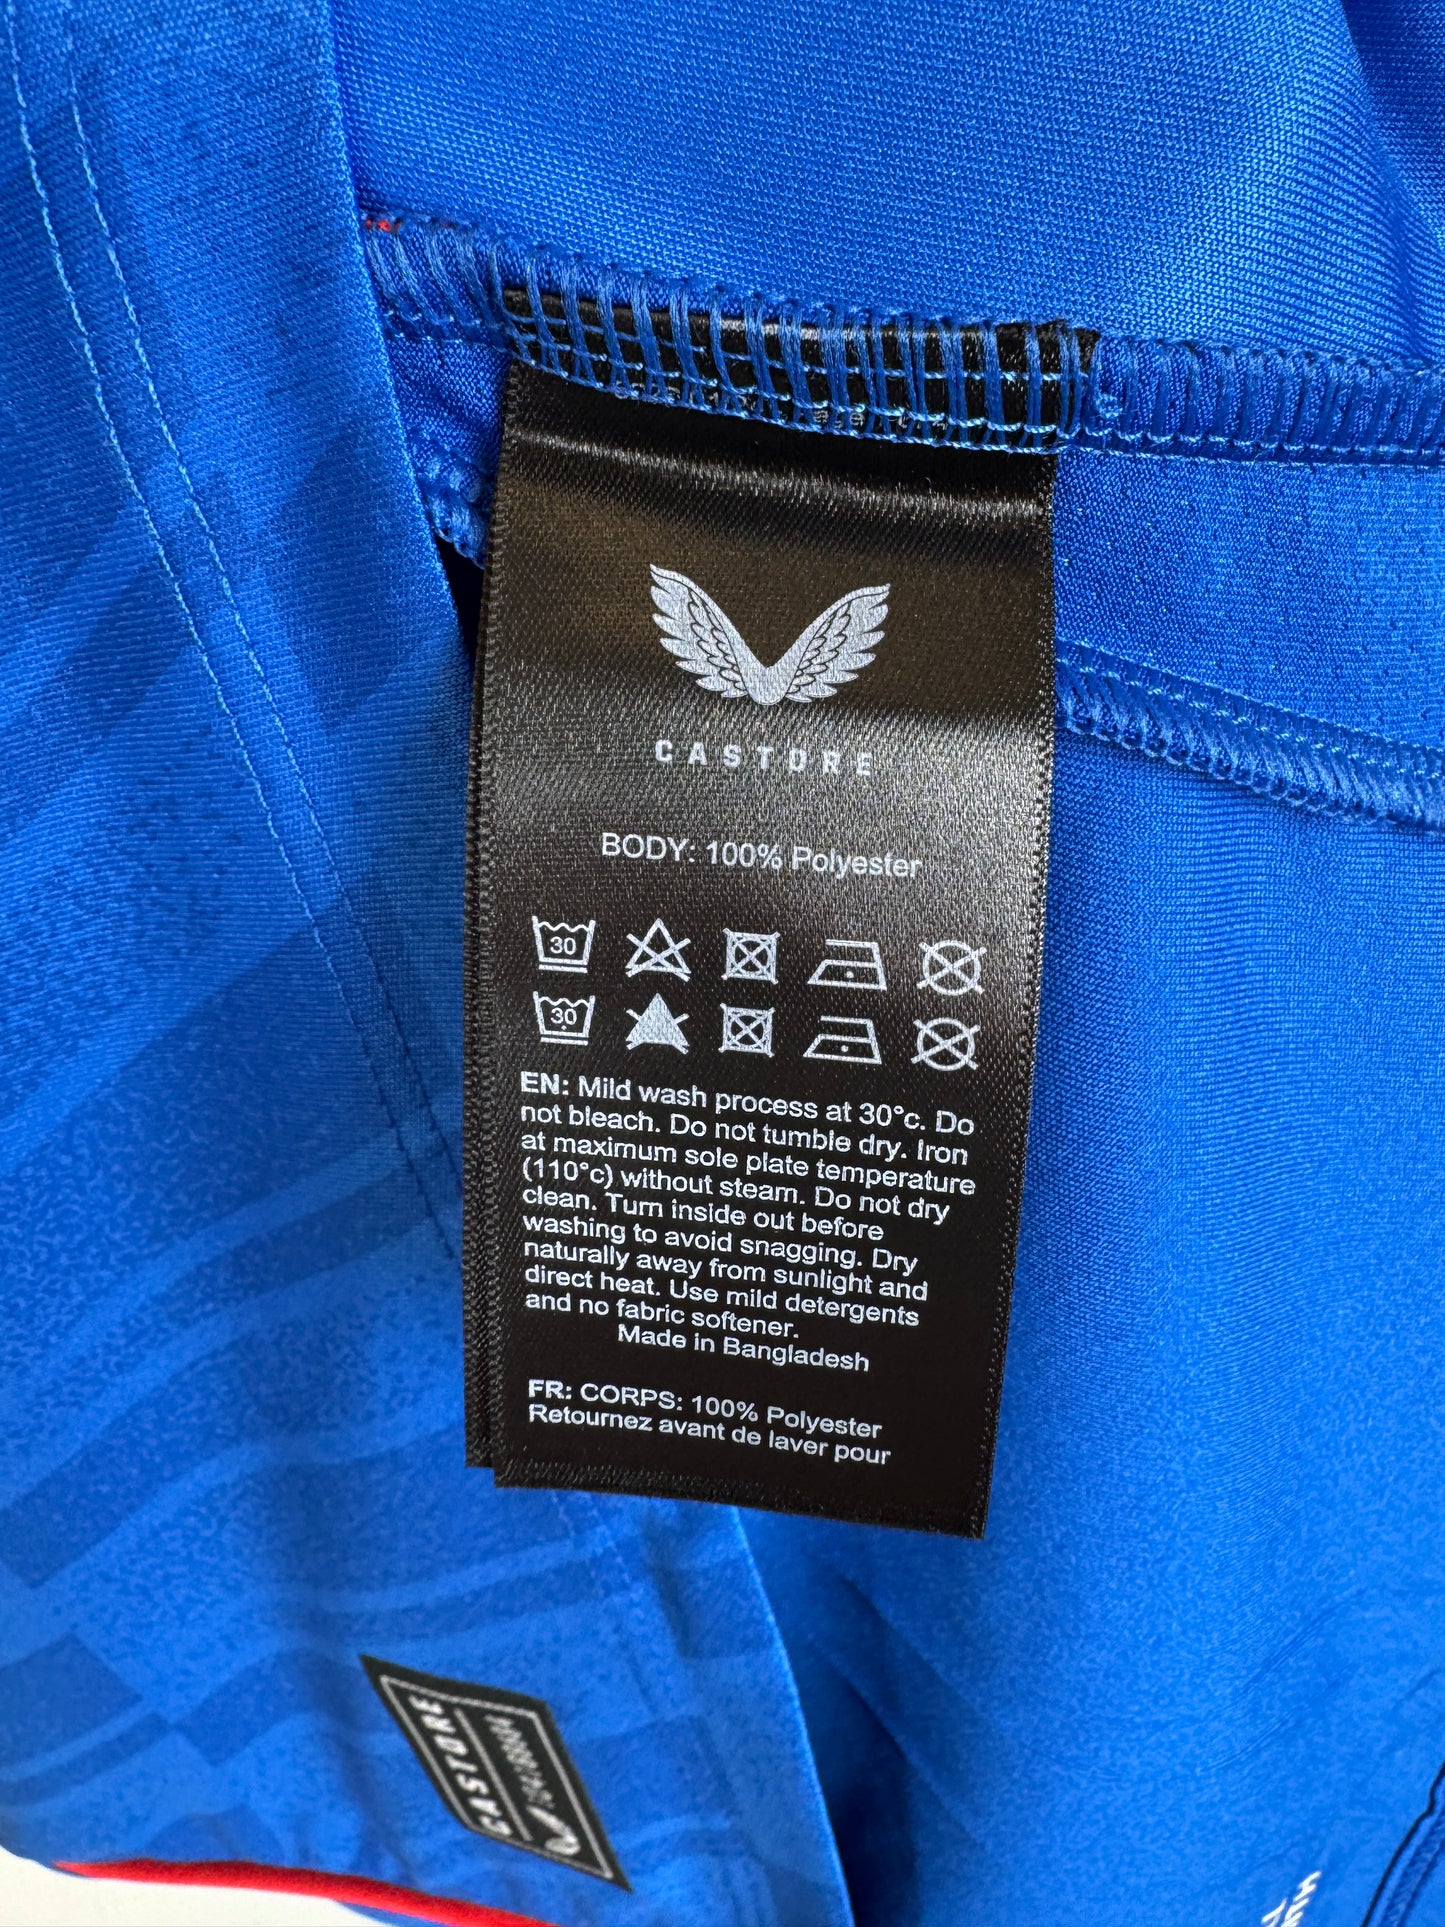 CASTORE
BODY: 100% Polyester
30
30
EN: Mild wash process at 30°c. Do
not bleach. Do not tumble dry. Iron
at maximum sole plate temperature
(110°c) without steam. Do not dry
clean. Turn inside out before
washing to avoid snagging. Dry
naturally away from sunlight and
direct heat. Use mild detergents
and no fabric softener.
Made in Bangladesh
FR: CORPS: 100% Polyester
Retournez avant de laver pour
CASTORE